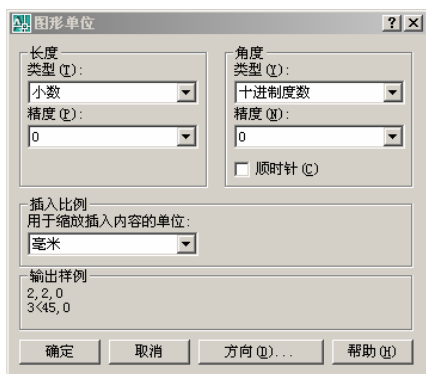 图形单位
长度
类型(T):
小数
精度(P):
0
角度
类型(Y):
十进制度数
精度(N):
0
顺时针(C)
插入比例
用于缩放插入内容的单位:
毫米
输出样例
2,2,0
3<45,0
确定 取消 方向(D)... 帮助(H)